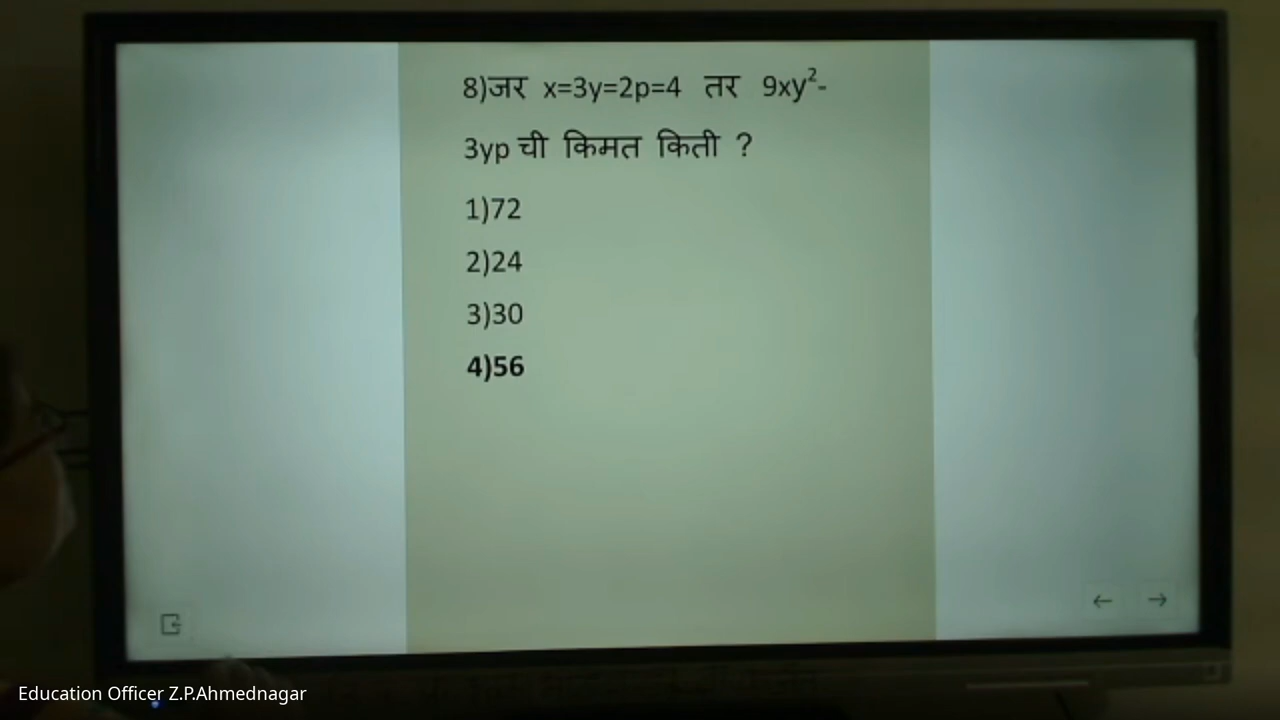 8)जर x=3y=2p=4 तर 9xy²-
3yp ची किमत किती ?
1)72
2)24
3)30
4)56
Education Officer Z.P.Ahmednagar